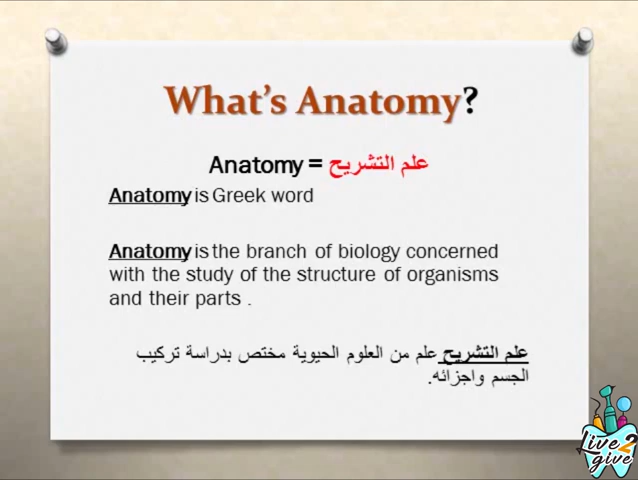 What's Anatomy?
Anatomy = علم التشريح
Anatomy is Greek word
Anatomy is the branch of biology concerned
with the study of the structure of organisms
and their parts .
علم التشريح علم من العلوم الحيوية مختص بدراسة تركيب
الجسم واجزائه.
Live2
give